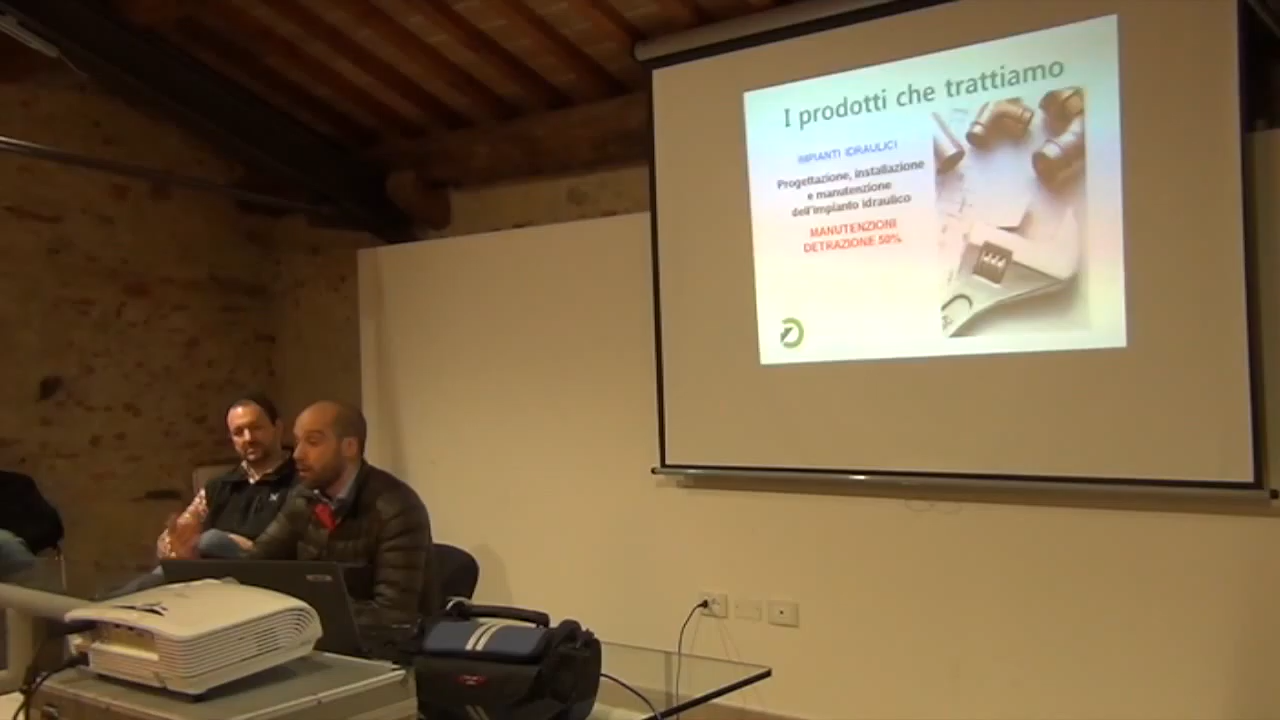 I prodotti che trattiamo
IMPIANTI IDRAULICI
Progettazione, installazione
e manutenzione
dell'impianto idraulico
MANUTENZIONI
DETRAZIONE 50%